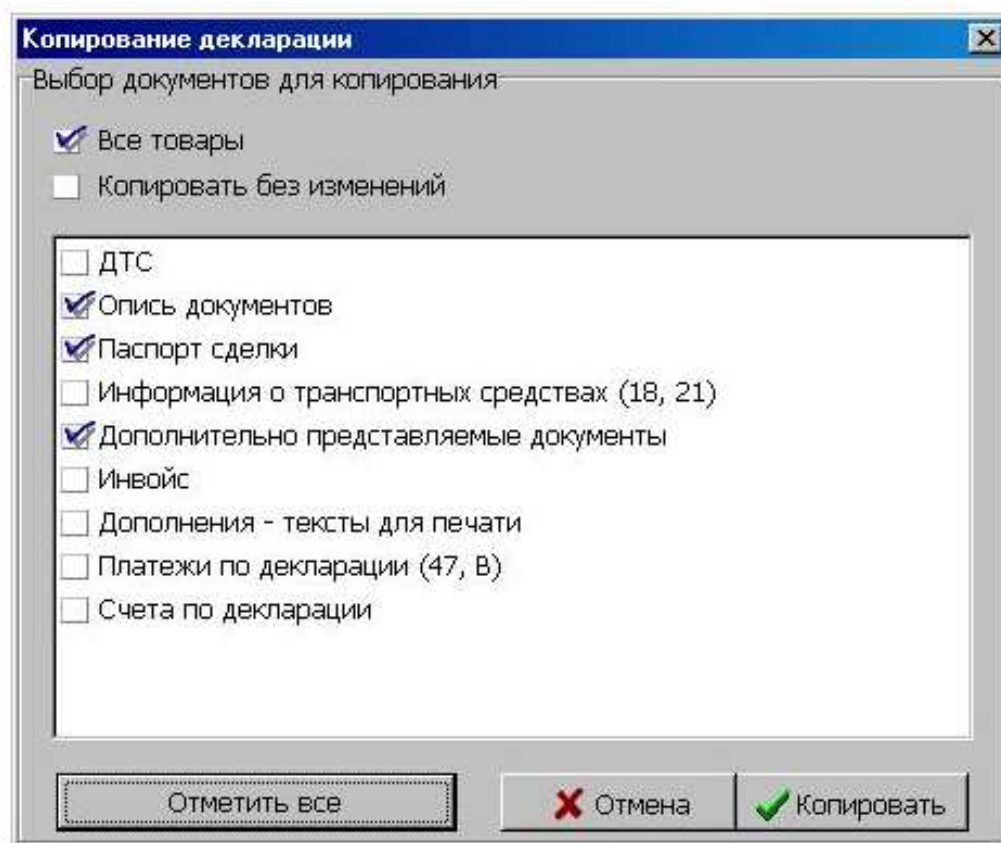 Копирование декларации
Выбор документов для копирования
Все товары
Копировать без изменений
ДТС
Опись документов
Паспорт сделки
Информация о транспортных средствах (18, 21)
Дополнительно представляемые документы
Инвойс
Дополнения - тексты для печати
Платежи по декларации (47, В)
Счета по декларации
Отметить все
Отмена
Копировать